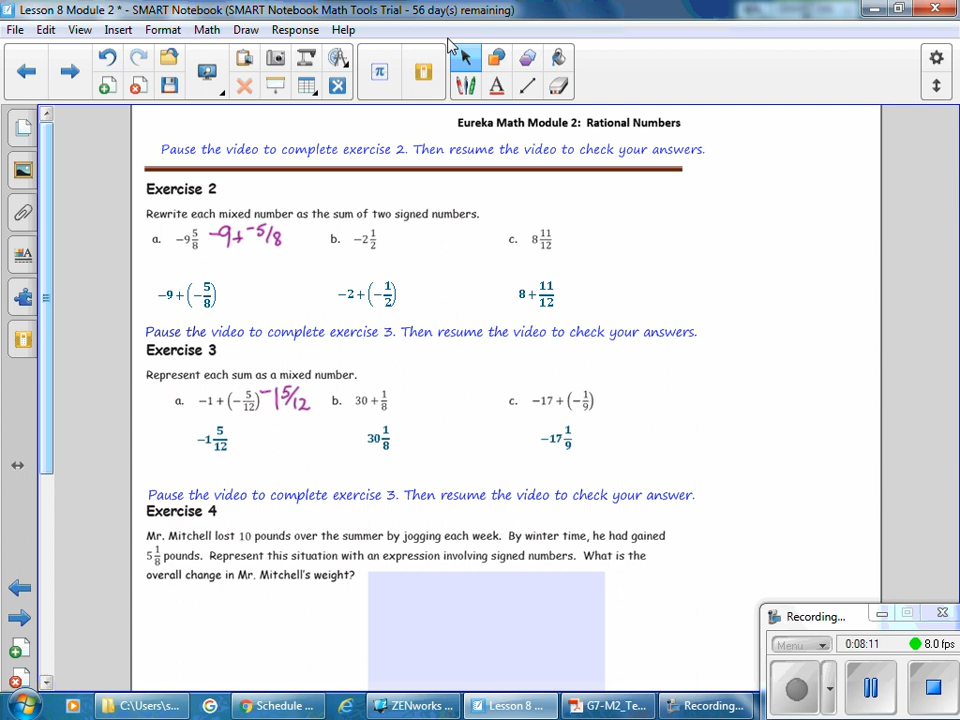 Lesson 8 Module 2 * - SMART Notebook (SMART Notebook Math Tools Trial - 56 day(s) remaining)
File Edit View Insert Format Math Draw Response Help
π
A
Eureka Math Module 2: Rational Numbers
Pause the video to complete exercise 2. Then resume the video to check your answers.
Exercise 2
Rewrite each mixed number as the sum of two signed numbers.
a. −9 5/8 −9+ −5/8 b. −2 1/2 c. 8 11/12
−9 + (−5/8) −2 + (−1/2) 8 + 11/12
Pause the video to complete exercise 3. Then resume the video to check your answers.
Exercise 3
Represent each sum as a mixed number.
a. −1 + (−5/12) −1 5/12 b. 30 + 1/8 c. −17 + (−1/9)
−1 5/12 30 1/8 −17 1/9
Pause the video to complete exercise 3. Then resume the video to check your answer.
Exercise 4
Mr. Mitchell lost 10 pounds over the summer by jogging each week. By winter time, he had gained
5 1/8 pounds. Represent this situation with an expression involving signed numbers. What is the
overall change in Mr. Mitchell's weight?
Recording...
Menu 0:08:11 8.0 fps
C:\Users\s... Schedule ... ZENworks ... Lesson 8 ... G7-M2_Te... Recording...